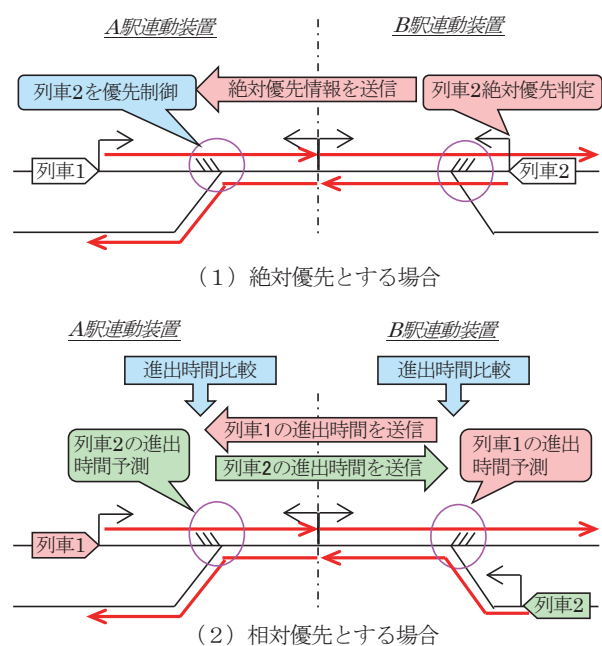 A駅連動装置
B駅連動装置
列車2を優先制御
絶対優先情報を送信
列車2絶対優先判定
列車1
列車2
（1）絶対優先とする場合
A駅連動装置
B駅連動装置
進出時間比較
進出時間比較
列車2の進出
時間予測
列車1の進出時間を送信
列車2の進出時間を送信
列車1の進出
時間予測
列車1
列車2
（2）相対優先とする場合